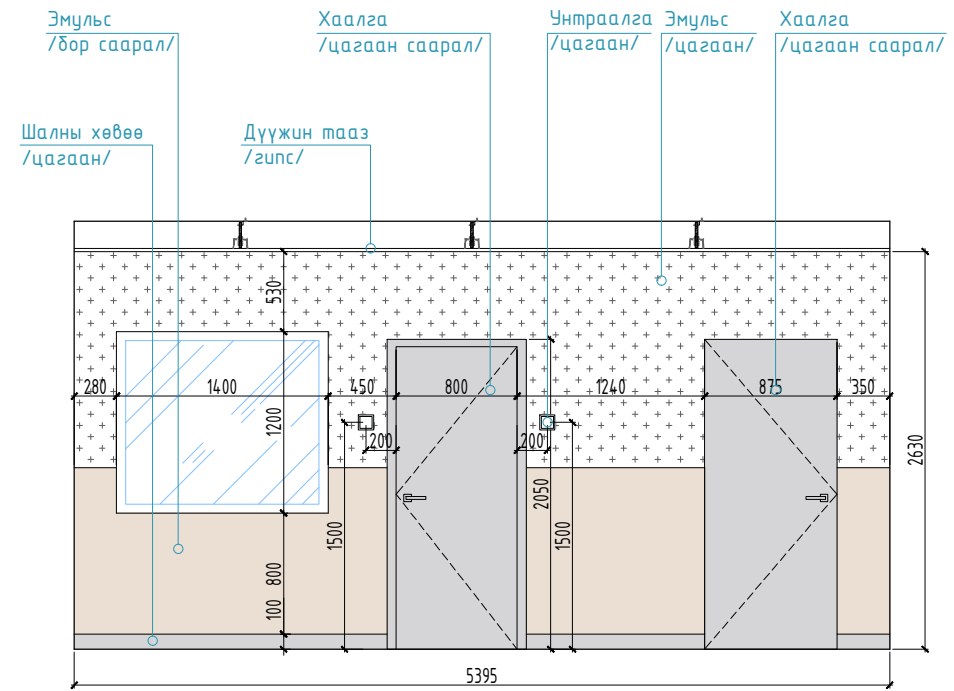 Эмульс
/бор саарал/
Хаалга
/цагаан саарал/
Унтраалга
/цагаан/
Эмульс
/цагаан/
Хаалга
/цагаан саарал/
Шалны хөвөө
/цагаан/
Дүүжин тааз
/гипс/
530
280
1400
450
800
1240
875
350
1200
200
200
2630
2050
1500
1500
800
100
5395